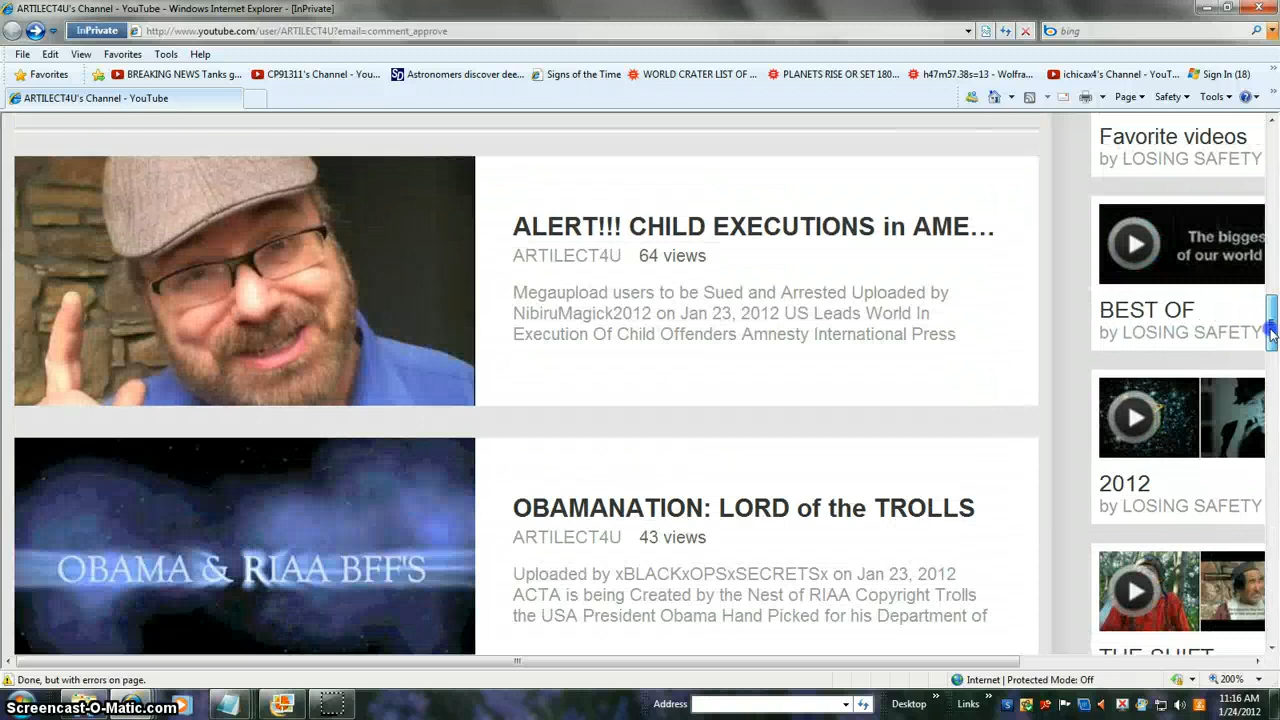 ARTILECT4U's Channel - YouTube - Windows Internet Explorer - [InPrivate]
InPrivate http://www.youtube.com/user/ARTILECT4U?email=comment_approve
bing
File Edit View Favorites Tools Help
Favorites BREAKING NEWS Tanks g... CP91311's Channel - You... Astronomers discover dee... Signs of the Time WORLD CRATER LIST OF ... PLANETS RISE OR SET 180... h47m57.38s=13 - Wolfra... ichicax4's Channel - YouT... Sign In (18)
ARTILECT4U's Channel - YouTube
Page Safety Tools
Favorite videos
by LOSING SAFETY
ALERT!!! CHILD EXECUTIONS in AME...
ARTILECT4U 64 views
Megaupload users to be Sued and Arrested Uploaded by
NibiruMagick2012 on Jan 23, 2012 US Leads World In
Execution Of Child Offenders Amnesty International Press
The bigges
of our world
BEST OF
by LOSING SAFETY
2012
by LOSING SAFETY
OBAMA & RIAA BFF'S
OBAMANATION: LORD of the TROLLS
ARTILECT4U 43 views
Uploaded by xBLACKxOPSxSECRETSx on Jan 23, 2012
ACTA is being Created by the Nest of RIAA Copyright Trolls
the USA President Obama Hand Picked for his Department of
THE SHIFT
Done, but with errors on page.
Internet | Protected Mode: Off
200%
Screencast-O-Matic.com
Address
Desktop
Links
11:16 AM
1/24/2012